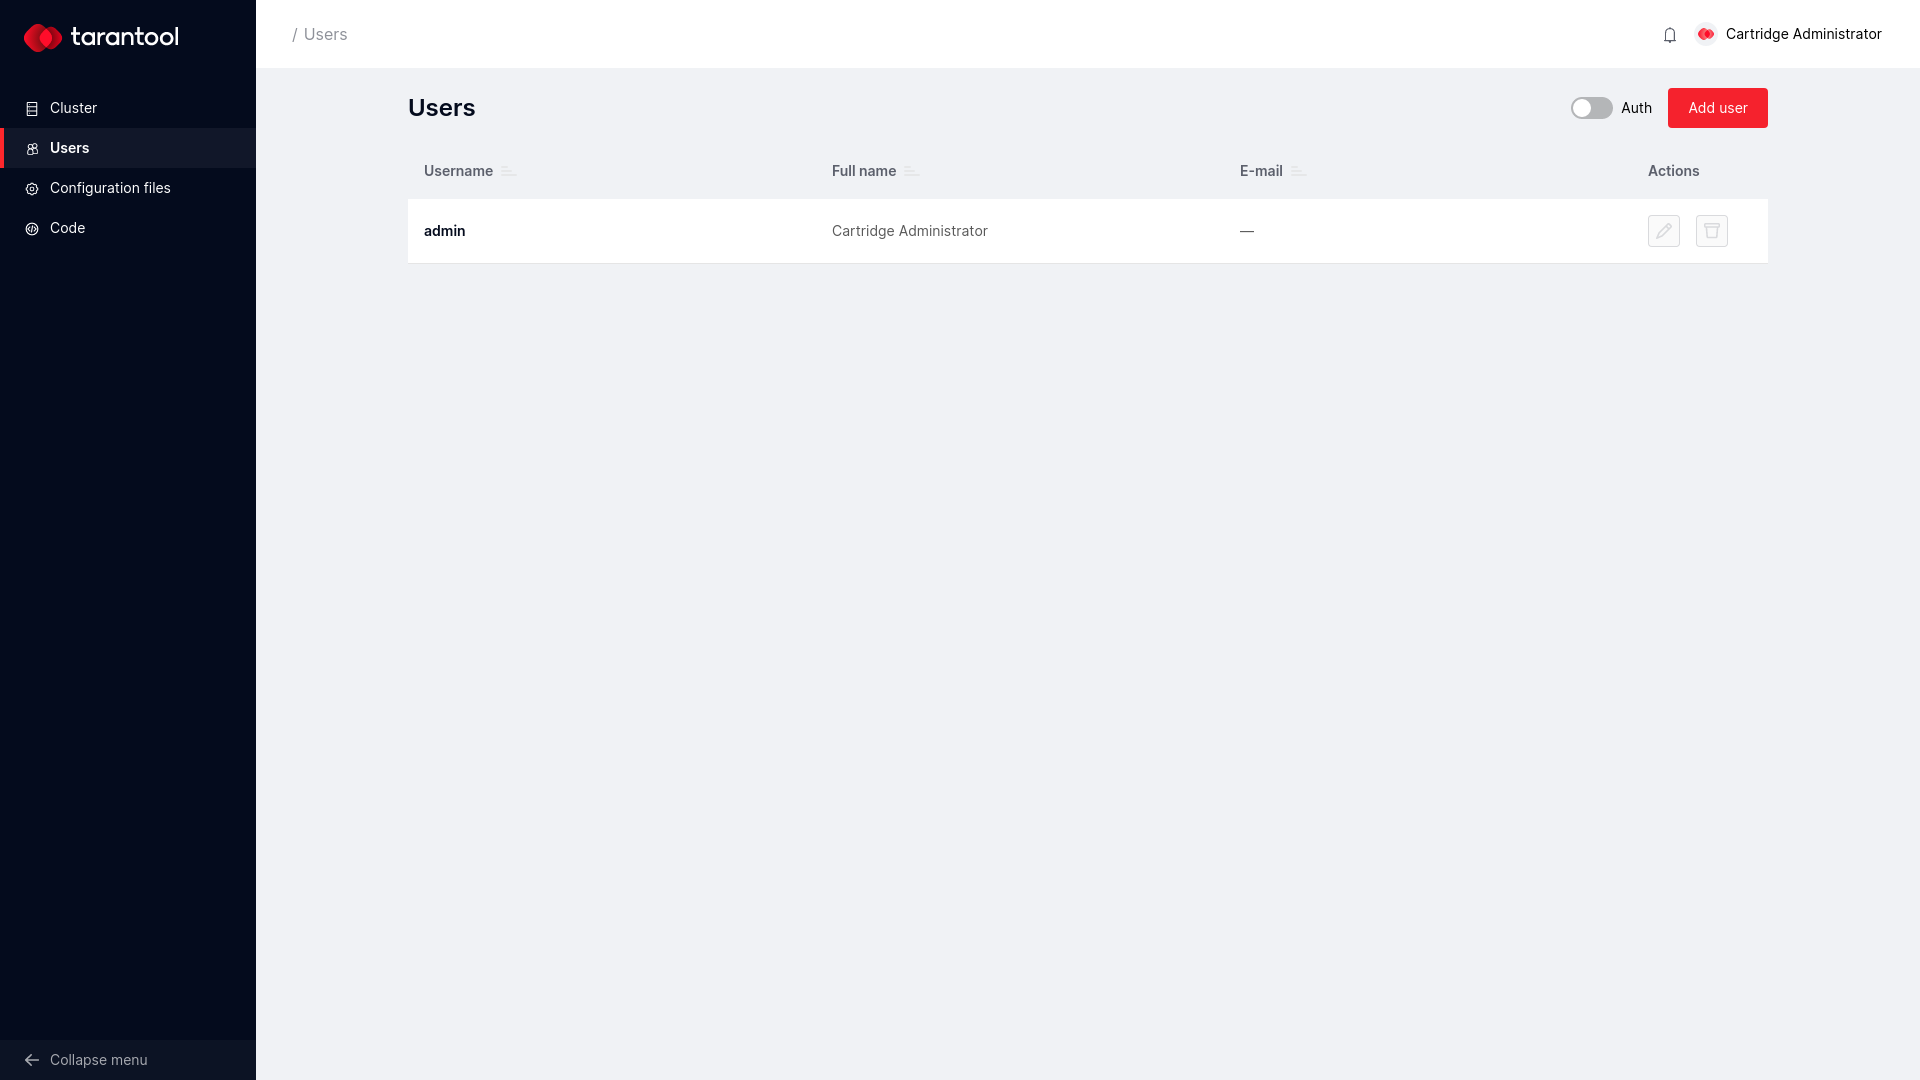 tarantool
/ Users
Cartridge Administrator
Cluster
Users
Configuration files
Code
Users
Auth
Add user
Username
Full name
E-mail
Actions
admin
Cartridge Administrator
—
Collapse menu